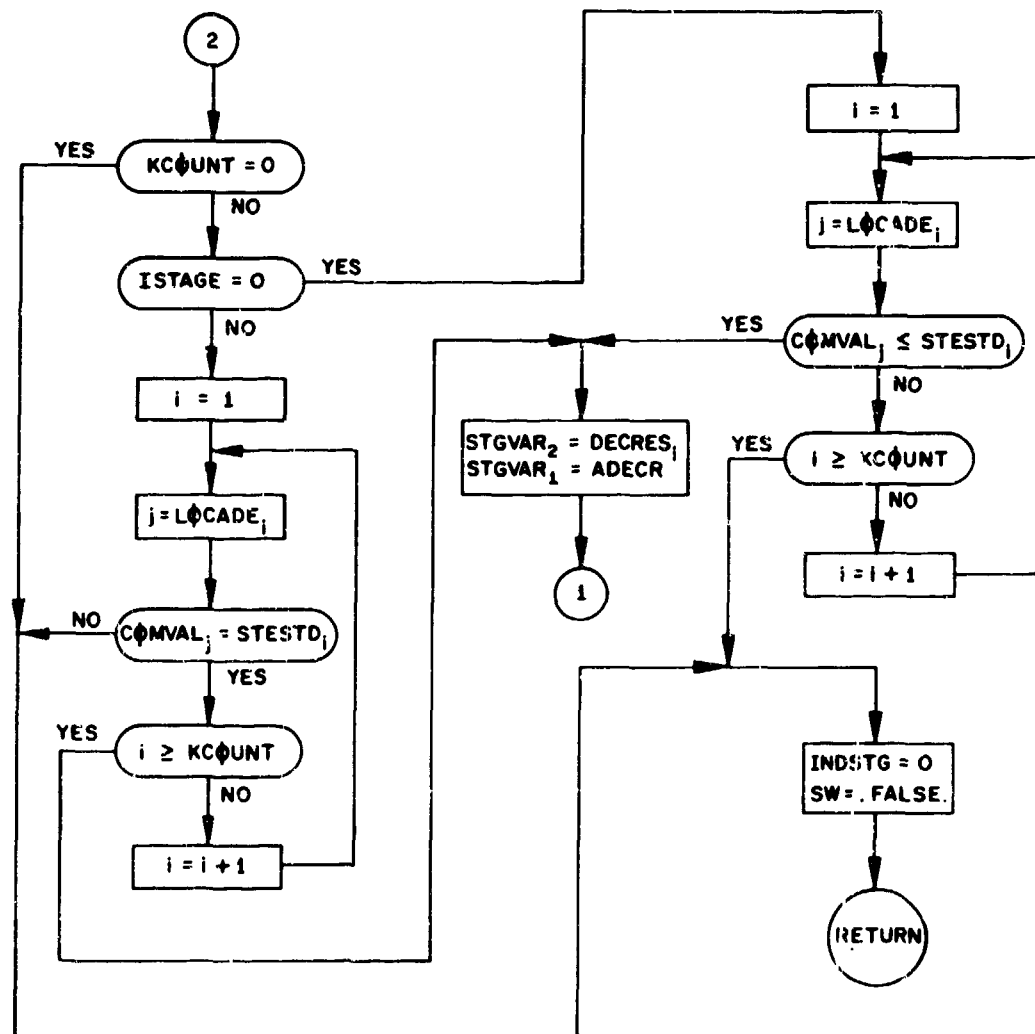 2
YES
KCϕUNT = 0
NO
ISTAGE = 0
YES
NO
i = 1
j = LϕCADE_i
NO
CϕMVAL_j = STESTD_i
YES
YES
i ≥ KCϕUNT
NO
i = i + 1
i = 1
j = LϕCADE_i
YES
CϕMVAL_j ≤ STESTD_i
NO
STGVAR_2 = DECRES_i
STGVAR_1 = ADECR
1
YES
i ≥ KCϕUNT
NO
i = i + 1
INDSTG = 0
SW = .FALSE.
RETURN